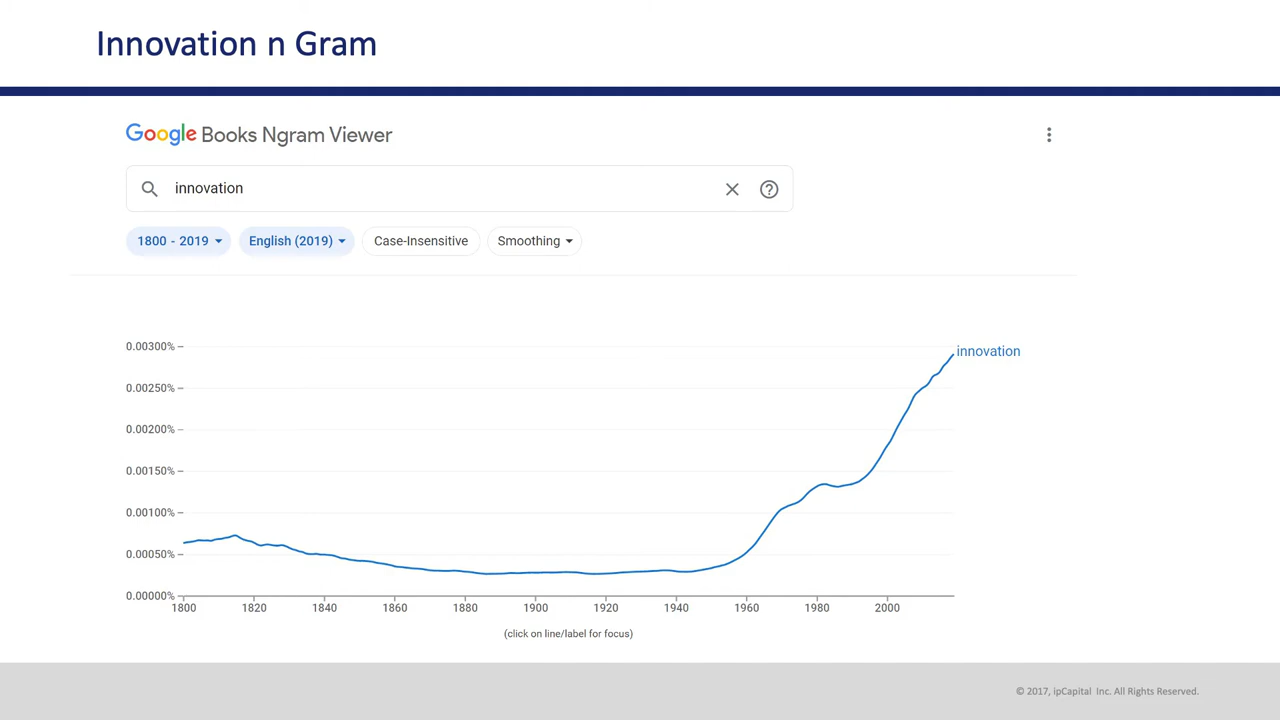 Innovation n Gram
Google Books Ngram Viewer
innovation
1800 - 2019 English (2019) Case-Insensitive Smoothing
0.00300%
innovation
0.00250%
0.00200%
0.00150%
0.00100%
0.00050%
0.00000%
1800 1820 1840 1860 1880 1900 1920 1940 1960 1980 2000
(click on line/label for focus)
© 2017, ipCapital Inc. All Rights Reserved.